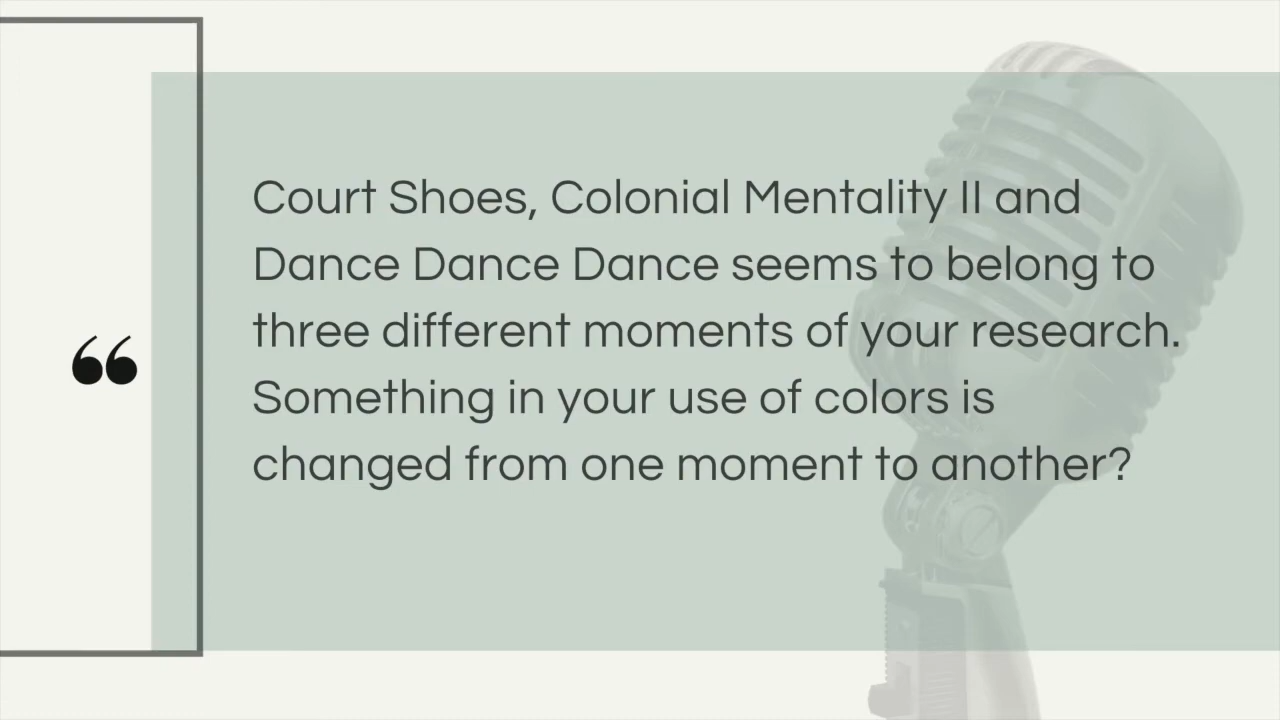 “
Court Shoes, Colonial Mentality II and
Dance Dance Dance seems to belong to
three different moments of your research.
Something in your use of colors is
changed from one moment to another?